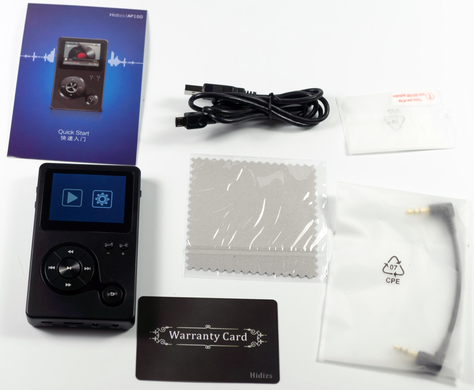 Hidizs AP100
Quick Start
快速入门
07
CPE
Warranty Card
Hidizs